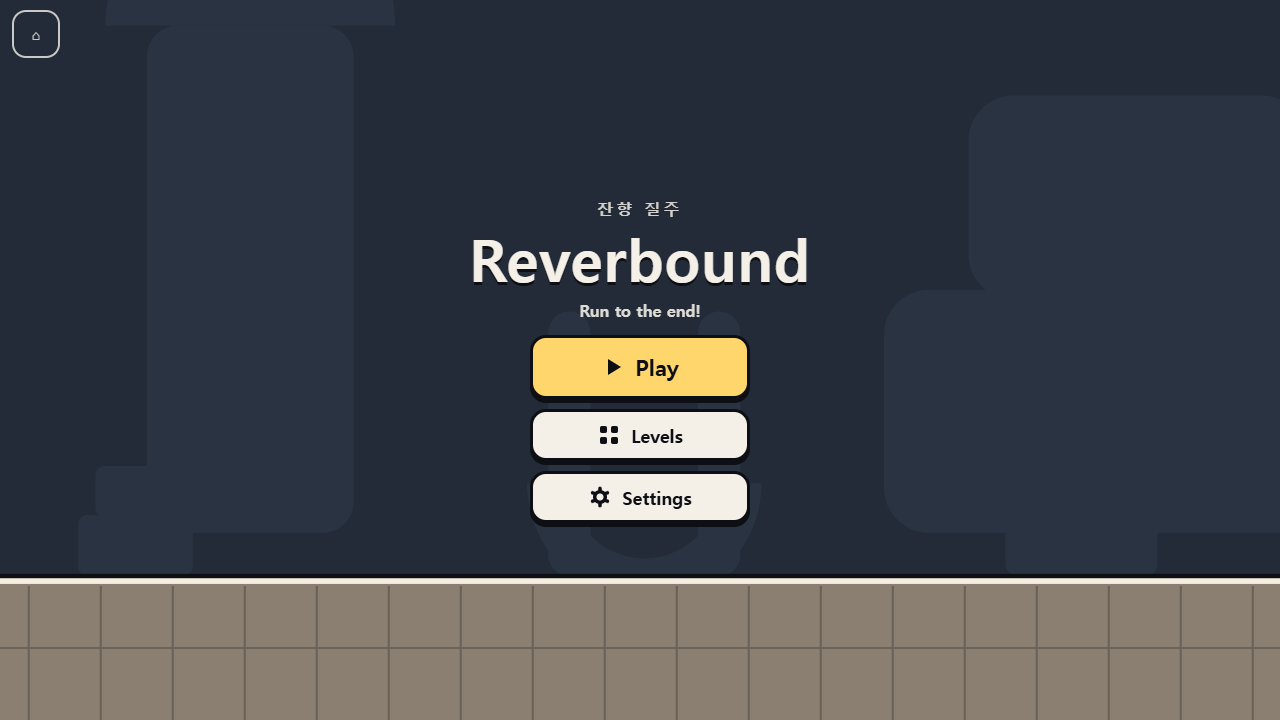 잔향 질주
Reverbound
Run to the end!
Play
Levels
Settings